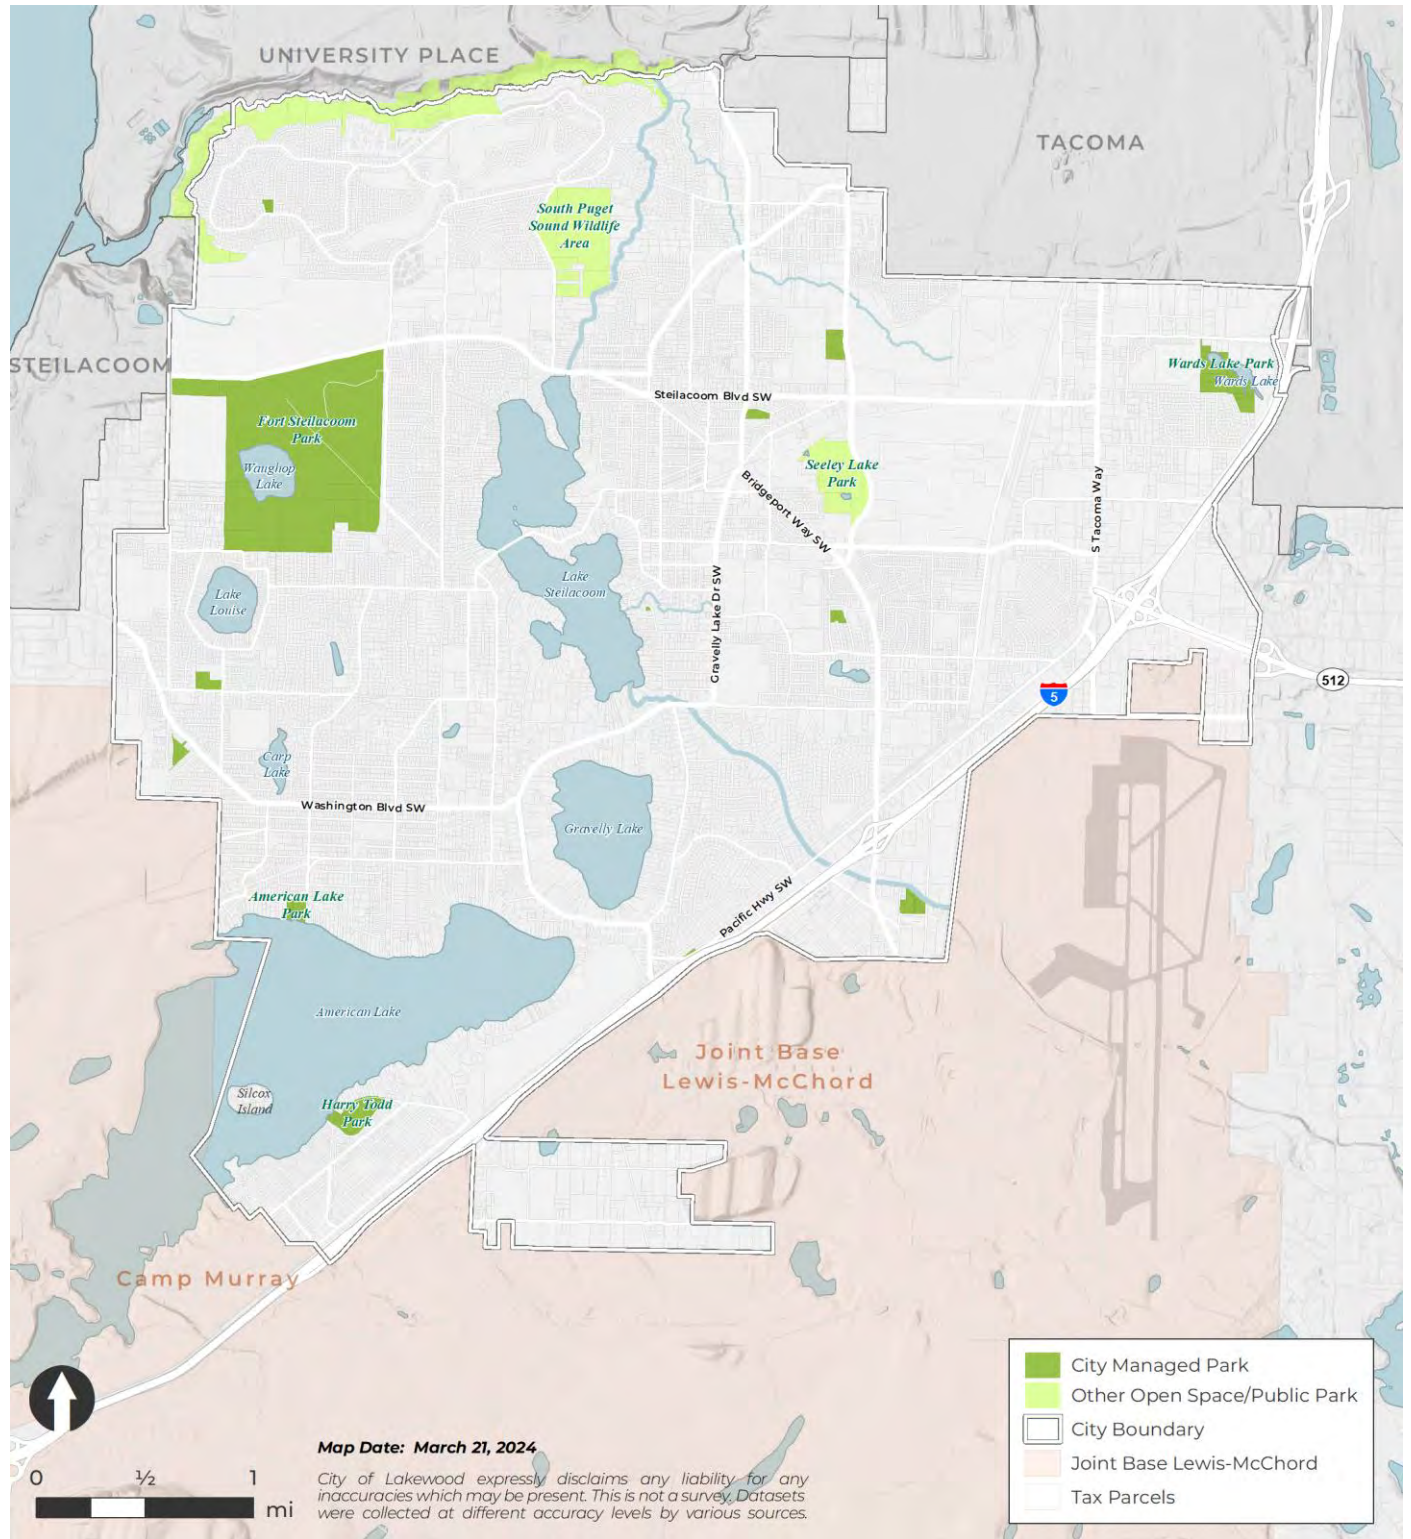 UNIVERSITY PLACE
TACOMA
South Puget
Sound Wildlife
Area
STEILACOOM
Wards Lake Park
Wards Lake
Steilacoom Blvd SW
Fort Steilacoom
Park
Waughop
Lake
Seeley Lake
Park
Bridgeport Way SW
S Tacoma Way
Lake
Steilacoom
Lake
Louise
Gravelly Lake Dr SW
512
5
Carp
Lake
Washington Blvd SW
Gravelly Lake
American Lake
Park
Pacific Hwy SW
American Lake
Joint Base
Lewis-McChord
Silcox
Island
Harry Todd
Park
Camp Murray
City Managed Park
Other Open Space/Public Park
City Boundary
Joint Base Lewis-McChord
Tax Parcels
Map Date: March 21, 2024
City of Lakewood expressly disclaims any liability for any
inaccuracies which may be present. This is not a survey. Datasets
were collected at different accuracy levels by various sources.
0 ½ 1
mi